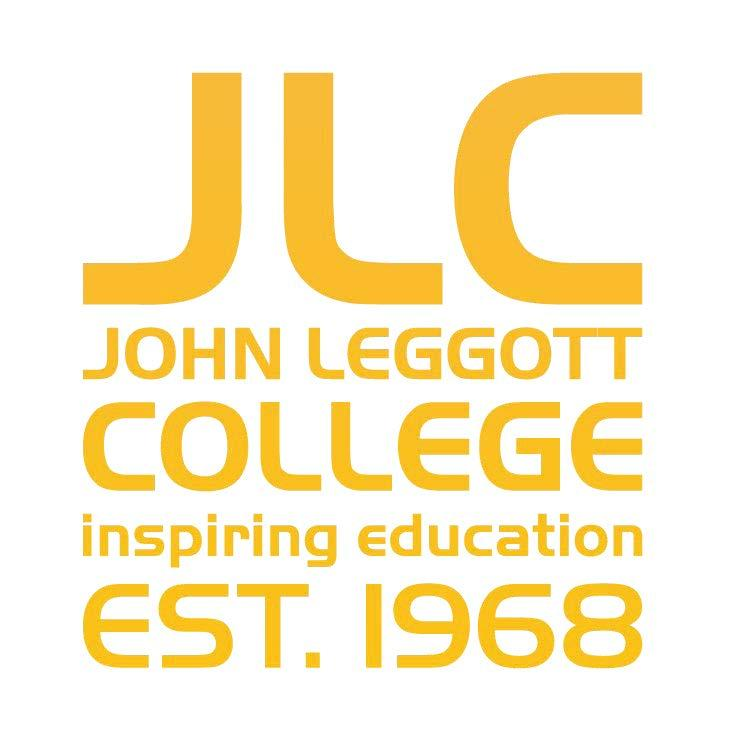 JLC
JOHN LEGGOTT
COLLEGE
inspiring education
EST. 1968